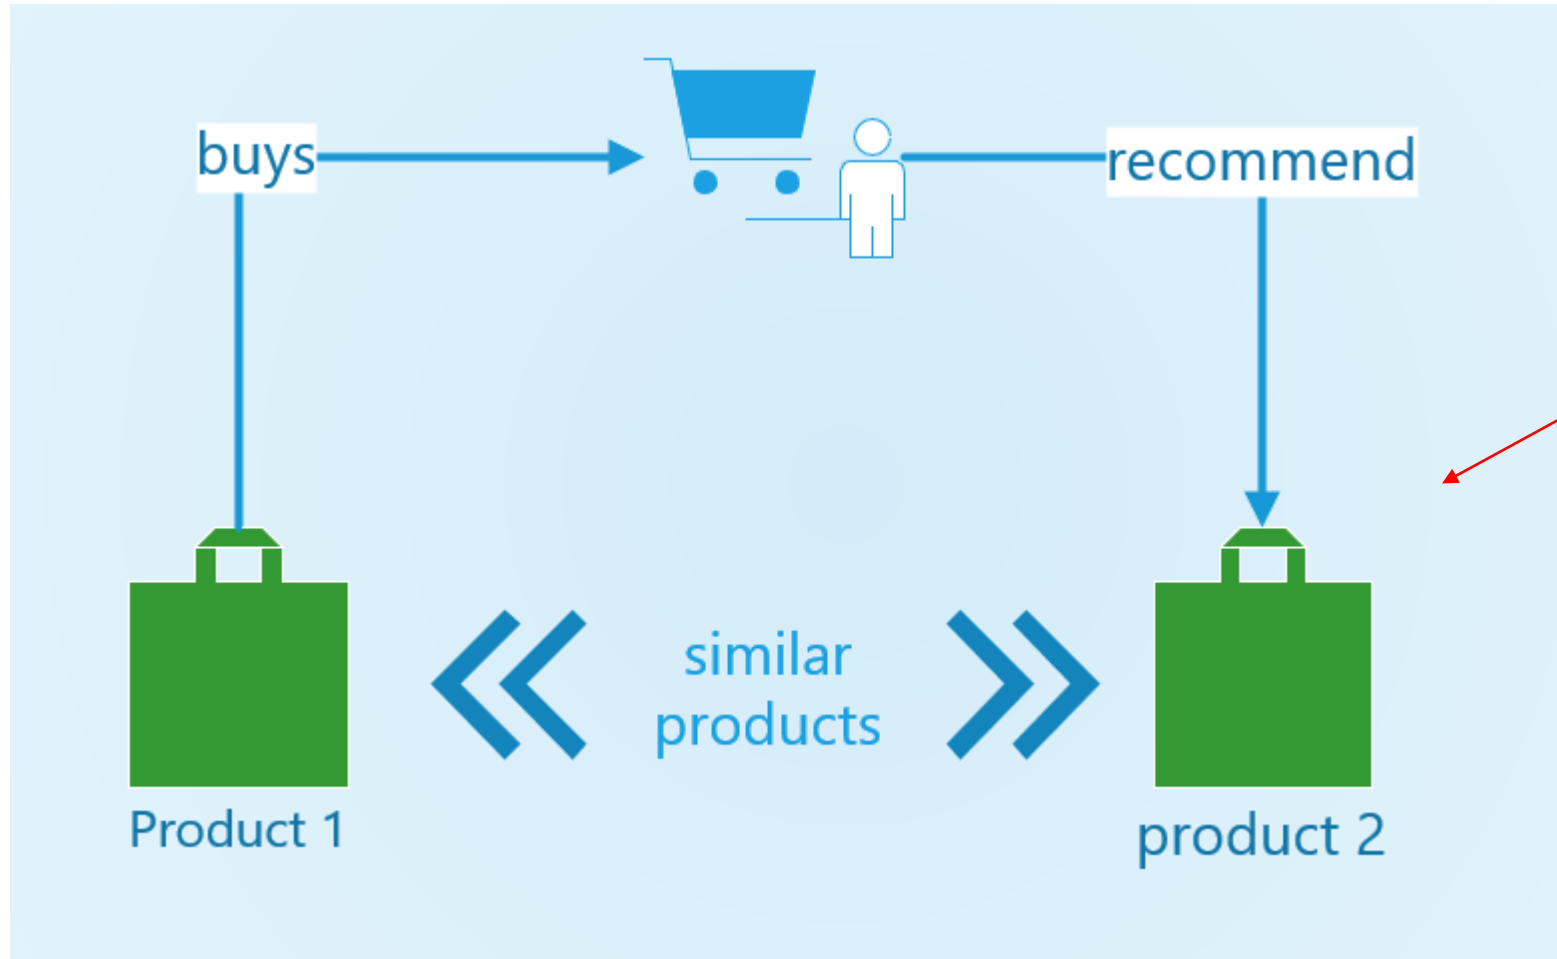 buys
recommend
similar
products
Product 1
product 2